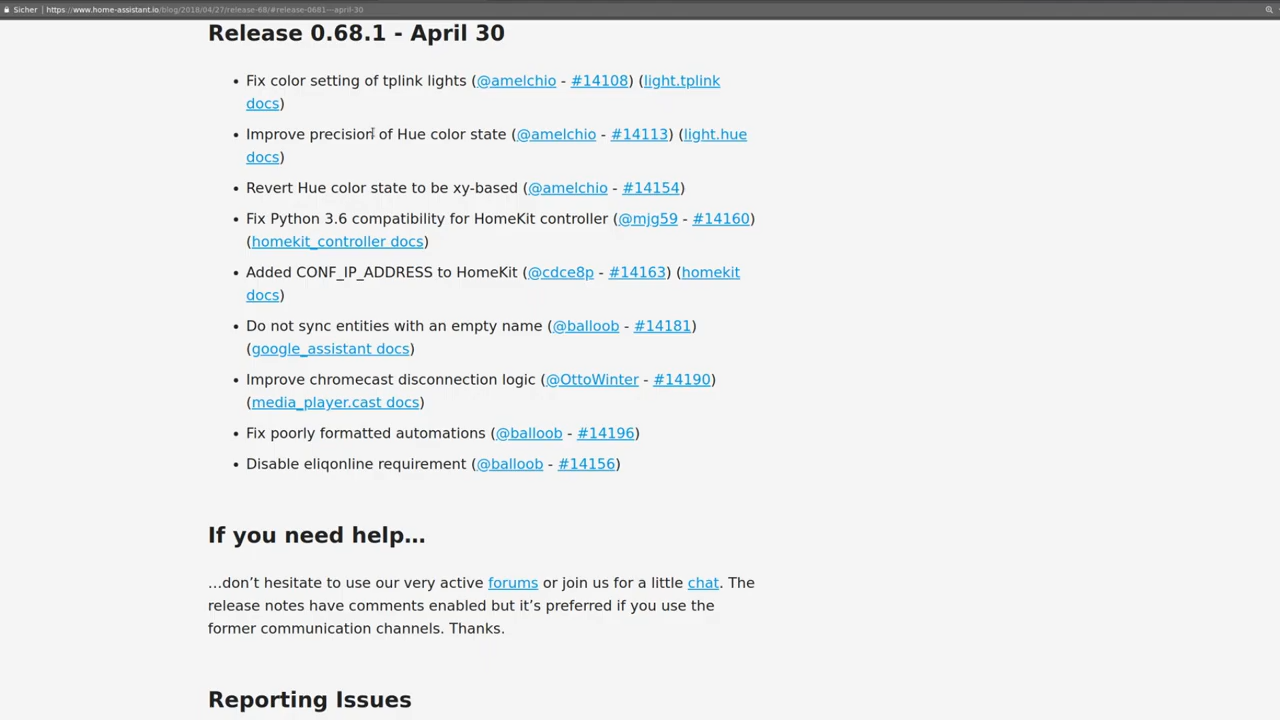 Sicher | https://www.home-assistant.io/blog/2018/04/27/release-68/#release-0681---april-30
Release 0.68.1 - April 30
• Fix color setting of tplink lights (@amelchio - #14108) (light.tplink
docs)
• Improve precision of Hue color state (@amelchio - #14113) (light.hue
docs)
• Revert Hue color state to be xy-based (@amelchio - #14154)
• Fix Python 3.6 compatibility for HomeKit controller (@mjg59 - #14160)
(homekit_controller docs)
• Added CONF_IP_ADDRESS to HomeKit (@cdce8p - #14163) (homekit
docs)
• Do not sync entities with an empty name (@balloob - #14181)
(google_assistant docs)
• Improve chromecast disconnection logic (@OttoWinter - #14190)
(media_player.cast docs)
• Fix poorly formatted automations (@balloob - #14196)
• Disable eliqonline requirement (@balloob - #14156)
If you need help…
…don’t hesitate to use our very active forums or join us for a little chat. The
release notes have comments enabled but it’s preferred if you use the
former communication channels. Thanks.
Reporting Issues